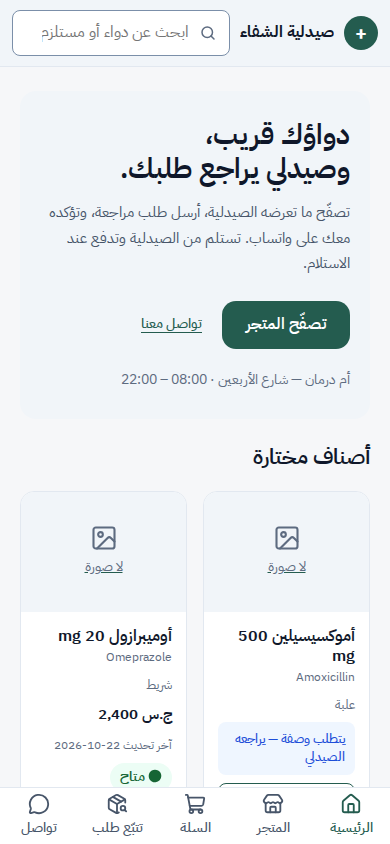 صيدلية الشفاء
ابحث عن دواء أو مستلزم
دواؤك قريب،
وصيدلي يراجع طلبك.
تصفّح ما تعرضه الصيدلية، أرسل طلب مراجعة، وتؤكده
معك على واتساب. تستلم من الصيدلية وتدفع عند
الاستلام.
تصفّح المتجر
تواصل معنا
أم درمان — شارع الأربعين · 08:00 – 22:00
أصناف مختارة
لا صورة
أموكسيسيلين 500
mg
Amoxicillin
علبة
يتطلب وصفة — يراجعه
الصيدلي
لا صورة
أوميبرازول 20 mg
Omeprazole
شريط
ج.س 2,400
آخر تحديث 2026-10-22
متاح
الرئيسية
المتجر
السلة
تتبّع طلب
تواصل